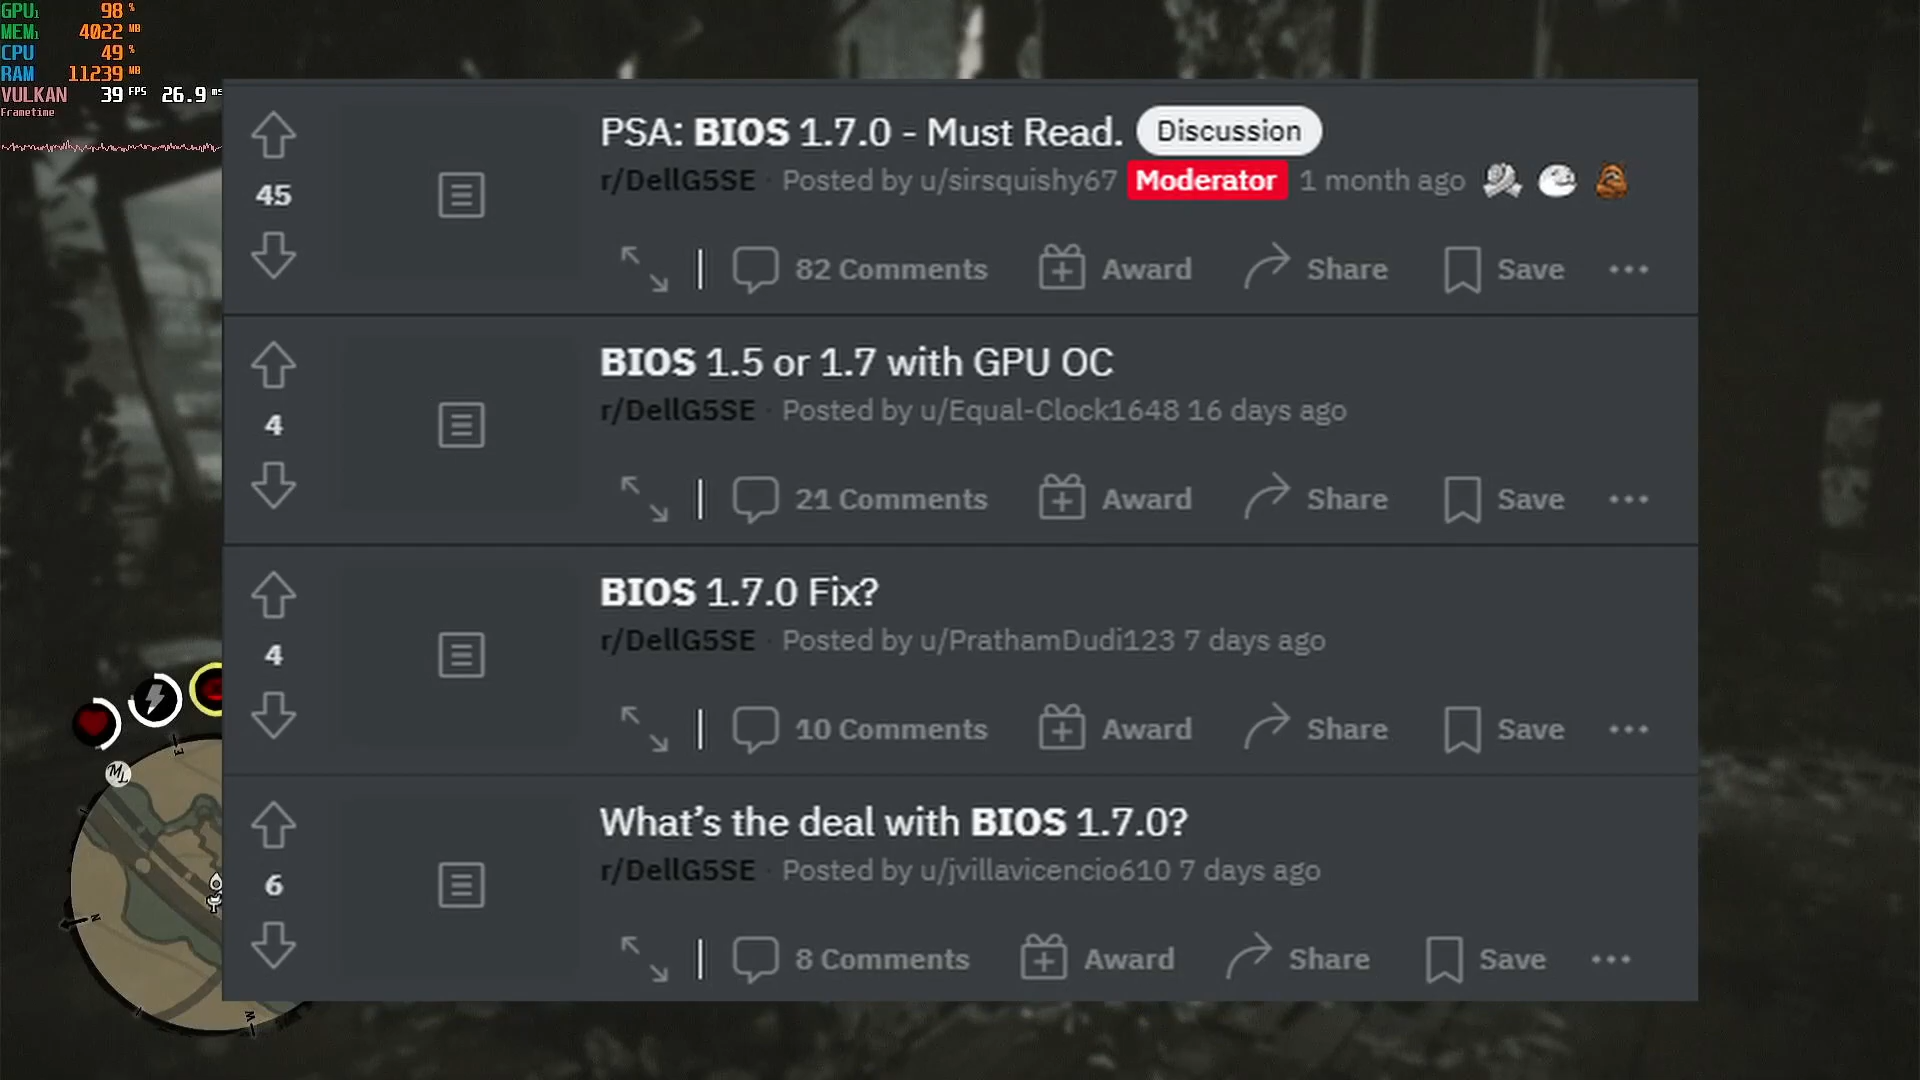 GPU1 98 %
MEM1 4022 MB
CPU 49 %
RAM 11239 MB
VULKAN 39 FPS 26.9 ms
Frametime
PSA: BIOS 1.7.0 - Must Read. Discussion
r/DellG5SE · Posted by u/sirsquishy67 Moderator 1 month ago
45
82 Comments Award Share Save
BIOS 1.5 or 1.7 with GPU OC
r/DellG5SE · Posted by u/Equal-Clock1648 16 days ago
4
21 Comments Award Share Save
BIOS 1.7.0 Fix?
r/DellG5SE · Posted by u/PrathamDudi123 7 days ago
4
10 Comments Award Share Save
What's the deal with BIOS 1.7.0?
r/DellG5SE · Posted by u/jvillavicencio610 7 days ago
6
8 Comments Award Share Save
E
ML
N
W